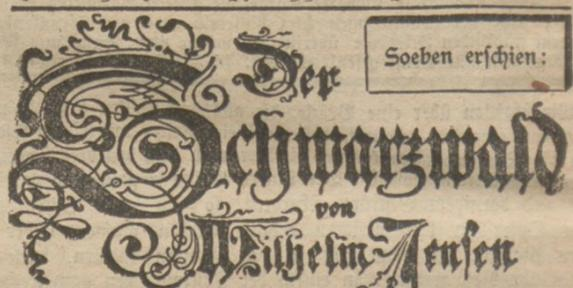 Soeben erschien:
Der
Schwarzwald
von
Wilhelm Jensen